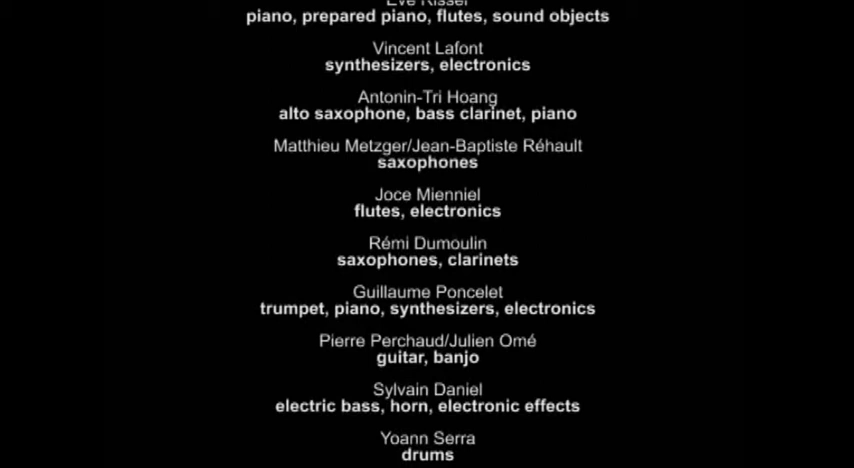 Eve Risser
piano, prepared piano, flutes, sound objects
Vincent Lafont
synthesizers, electronics
Antonin-Tri Hoang
alto saxophone, bass clarinet, piano
Matthieu Metzger/Jean-Baptiste Réhault
saxophones
Joce Mienniel
flutes, electronics
Rémi Dumoulin
saxophones, clarinets
Guillaume Poncelet
trumpet, piano, synthesizers, electronics
Pierre Perchaud/Julien Omé
guitar, banjo
Sylvain Daniel
electric bass, horn, electronic effects
Yoann Serra
drums